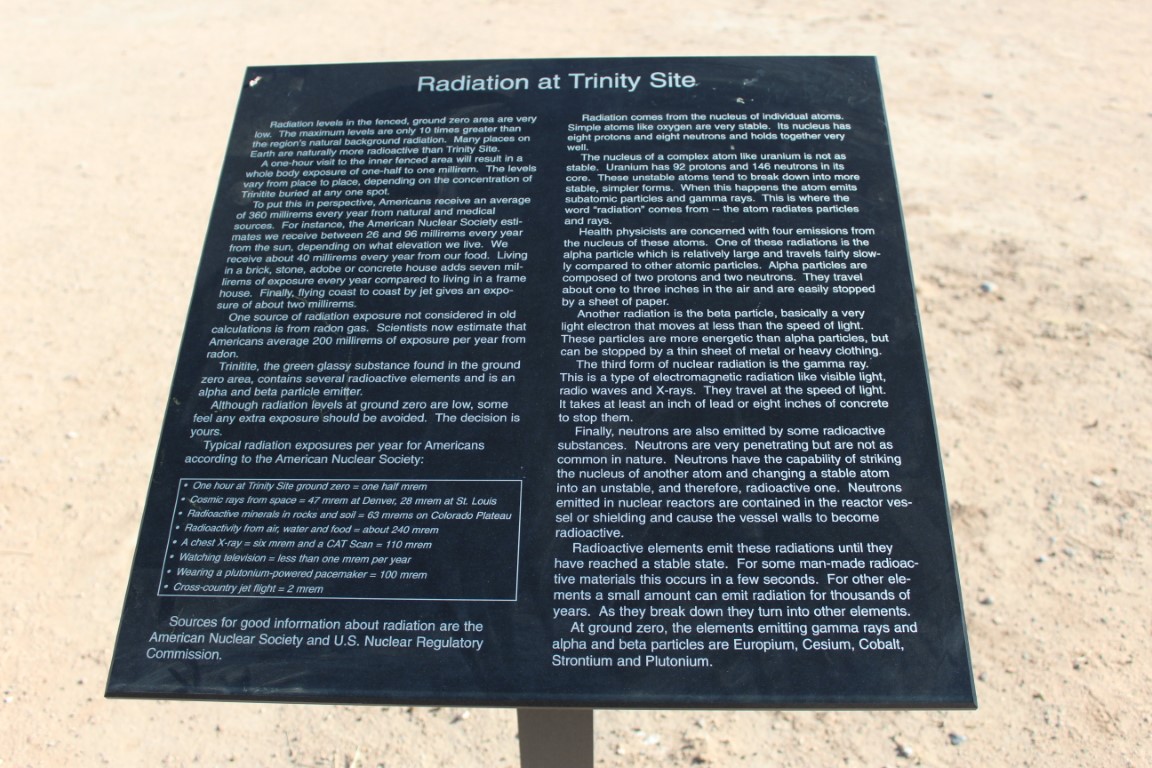 Radiation at Trinity Site
Radiation levels in the fenced, ground zero area are very
low. The maximum levels are only 10 times greater than
the region's natural background radiation. Many places on
Earth are naturally more radioactive than Trinity Site.
A one-hour visit to the inner fenced area will result in a
whole body exposure of one-half to one millirem. The levels
vary from place to place, depending on the concentration of
Trinitite buried at any one spot.
To put this in perspective, Americans receive an average
of 360 millirems every year from natural and medical
sources. For instance, the American Nuclear Society esti-
mates we receive between 26 and 96 millirems every year
from the sun, depending on what elevation we live. We
receive about 40 millirems every year from our food. Living
in a brick, stone, adobe or concrete house adds seven mil-
lirems of exposure every year compared to living in a frame
house. Finally, flying coast to coast by jet gives an expo-
sure of about two millirems.
One source of radiation exposure not considered in old
calculations is from radon gas. Scientists now estimate that
Americans average 200 millirems of exposure per year from
radon.
Trinitite, the green glassy substance found in the ground
zero area, contains several radioactive elements and is an
alpha and beta particle emitter.
Although radiation levels at ground zero are low, some
feel any extra exposure should be avoided. The decision is
yours.
Typical radiation exposures per year for Americans
according to the American Nuclear Society:
• One hour at Trinity Site ground zero = one half mrem
• Cosmic rays from space = 47 mrem at Denver, 28 mrem at St. Louis
• Radioactive minerals in rocks and soil = 63 mrems on Colorado Plateau
• Radioactivity from air, water and food = about 240 mrem
• A chest X-ray = six mrem and a CAT Scan = 110 mrem
• Watching television = less than one mrem per year
• Wearing a plutonium-powered pacemaker = 100 mrem
• Cross-country jet flight = 2 mrem
Sources for good information about radiation are the
American Nuclear Society and U.S. Nuclear Regulatory
Commission.
Radiation comes from the nucleus of individual atoms.
Simple atoms like oxygen are very stable. Its nucleus has
eight protons and eight neutrons and holds together very
well.
The nucleus of a complex atom like uranium is not as
stable. Uranium has 92 protons and 146 neutrons in its
core. These unstable atoms tend to break down into more
stable, simpler forms. When this happens the atom emits
subatomic particles and gamma rays. This is where the
word "radiation" comes from -- the atom radiates particles
and rays.
Health physicists are concerned with four emissions from
the nucleus of these atoms. One of these radiations is the
alpha particle which is relatively large and travels fairly slow-
ly compared to other atomic particles. Alpha particles are
composed of two protons and two neutrons. They travel
about one to three inches in the air and are easily stopped
by a sheet of paper.
Another radiation is the beta particle, basically a very
light electron that moves at less than the speed of light.
These particles are more energetic than alpha particles, but
can be stopped by a thin sheet of metal or heavy clothing.
The third form of nuclear radiation is the gamma ray.
This is a type of electromagnetic radiation like visible light,
radio waves and X-rays. They travel at the speed of light.
It takes at least an inch of lead or eight inches of concrete
to stop them.
Finally, neutrons are also emitted by some radioactive
substances. Neutrons are very penetrating but are not as
common in nature. Neutrons have the capability of striking
the nucleus of another atom and changing a stable atom
into an unstable, and therefore, radioactive one. Neutrons
emitted in nuclear reactors are contained in the reactor ves-
sel or shielding and cause the vessel walls to become
radioactive.
Radioactive elements emit these radiations until they
have reached a stable state. For some man-made radioac-
tive materials this occurs in a few seconds. For other ele-
ments a small amount can emit radiation for thousands of
years. As they break down they turn into other elements.
At ground zero, the elements emitting gamma rays and
alpha and beta particles are Europium, Cesium, Cobalt,
Strontium and Plutonium.